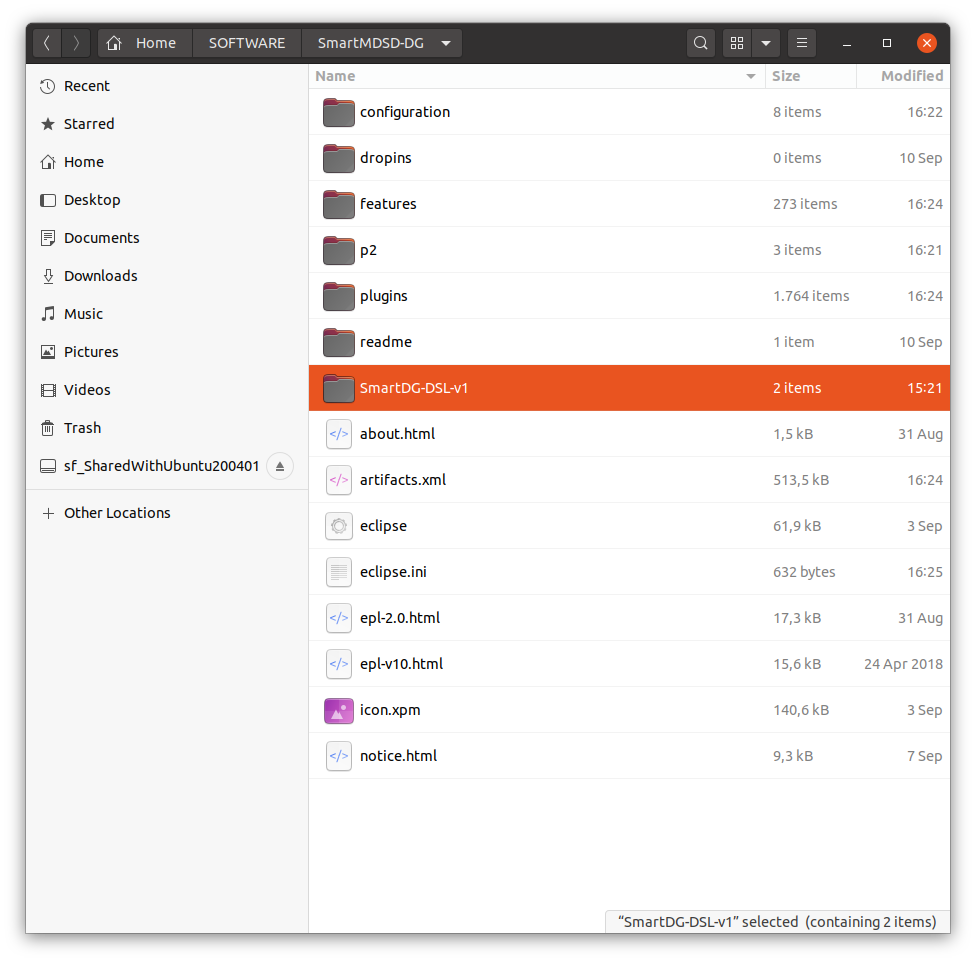 Home SOFTWARE SmartMDSD-DG
Recent
Starred
Home
Desktop
Documents
Downloads
Music
Pictures
Videos
Trash
sf_SharedWithUbuntu200401
Other Locations
Name Size Modified
configuration 8 items 16:22
dropins 0 items 10 Sep
features 273 items 16:24
p2 3 items 16:21
plugins 1.764 items 16:24
readme 1 item 10 Sep
SmartDG-DSL-v1 2 items 15:21
about.html 1,5 kB 31 Aug
artifacts.xml 513,5 kB 16:24
eclipse 61,9 kB 3 Sep
eclipse.ini 632 bytes 16:25
epl-2.0.html 17,3 kB 31 Aug
epl-v10.html 15,6 kB 24 Apr 2018
icon.xpm 140,6 kB 3 Sep
notice.html 9,3 kB 7 Sep
“SmartDG-DSL-v1” selected (containing 2 items)